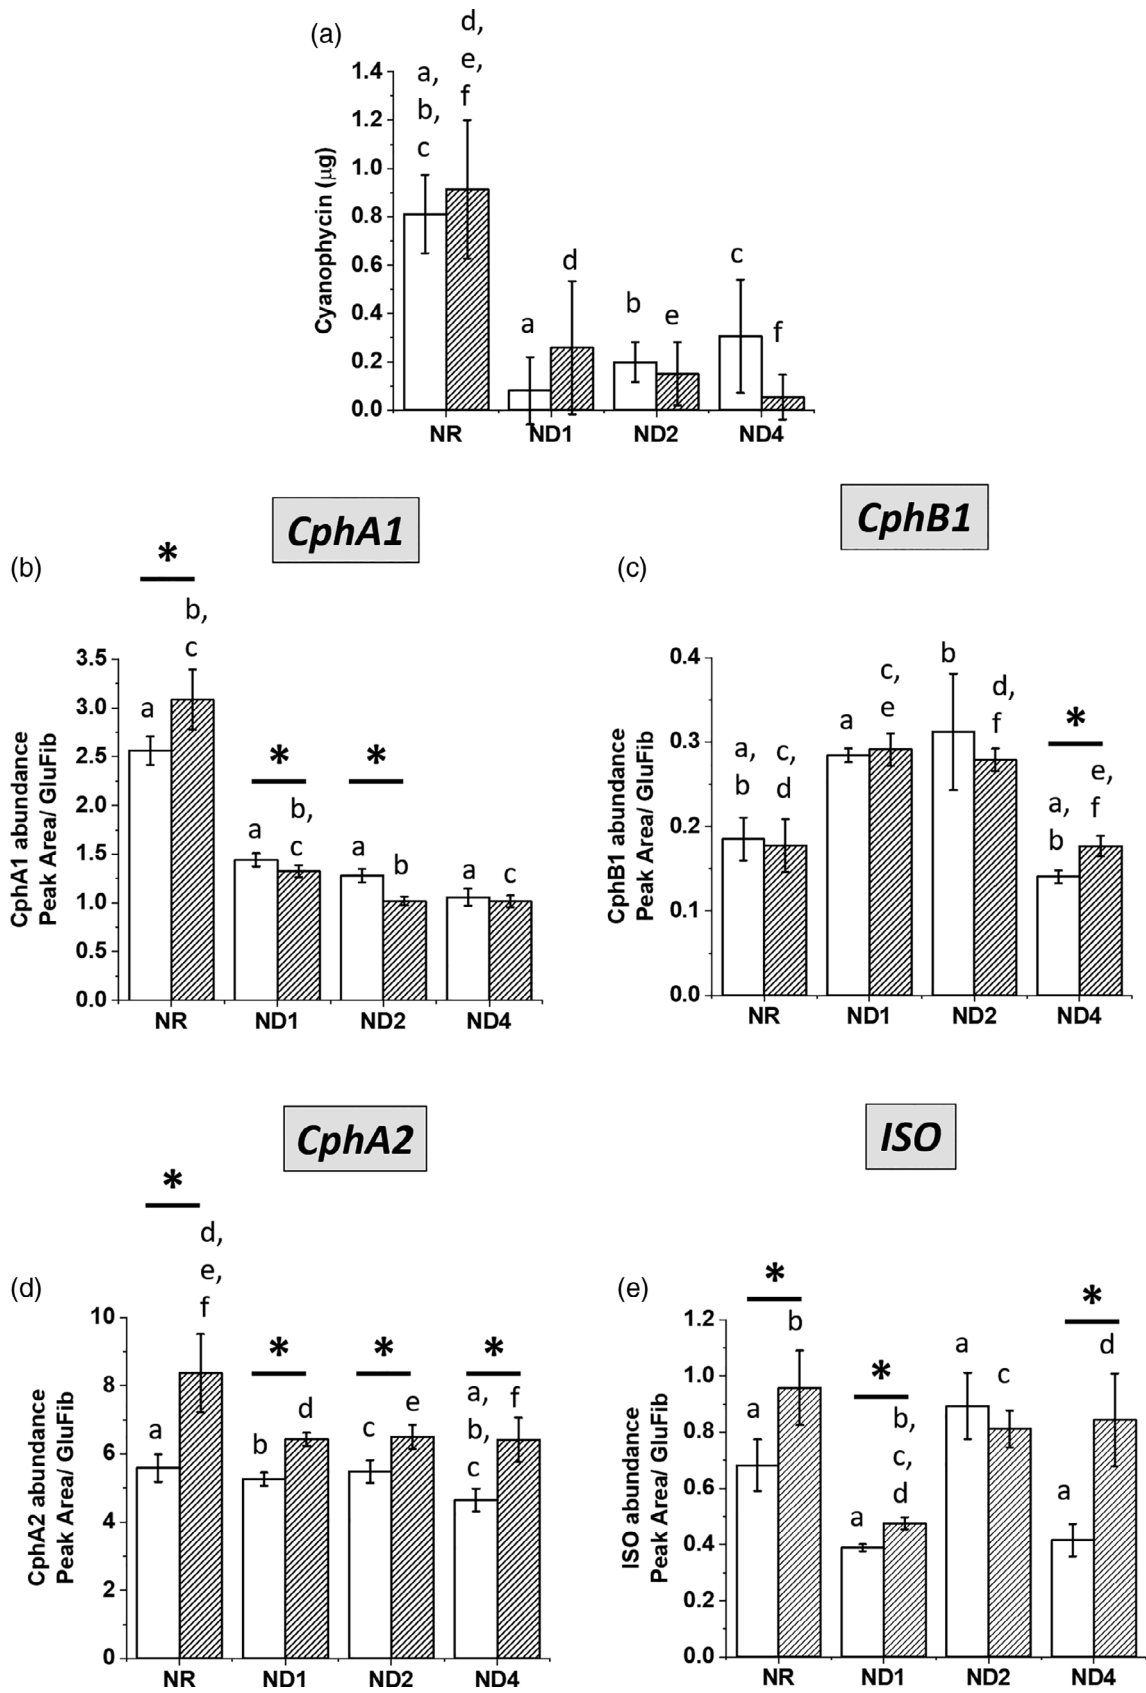 (a)
d,
e,
f
a,
b,
c
1.4
1.2
1.0
0.8
0.6
0.4
0.2
0.0
Cyanophycin (µg)
a
d
b
e
c
f
NR
ND1
ND2
ND4
CphA1
(b)
*
b,
c
a
*
a
b,
c
*
a
b
a
c
3.5
3.0
2.5
2.0
1.5
1.0
0.5
0.0
CphA1 abundance
Peak Area/ GluFib
NR
ND1
ND2
ND4
CphB1
(c)
a,
b
c,
d
a
c,
e
b
d,
f
*
a,
b
e,
f
0.4
0.3
0.2
0.1
0.0
CphB1 abundance
Peak Area/ GluFib
NR
ND1
ND2
ND4
CphA2
(d)
*
d,
e,
f
a
*
b
d
*
c
e
*
a,
b,
c
f
10
8
6
4
2
0
CphA2 abundance
Peak Area/ GluFib
NR
ND1
ND2
ND4
ISO
(e)
*
a
b
*
a
b,
c,
d
a
c
*
a
d
1.2
1.0
0.8
0.6
0.4
0.2
0.0
ISO abundance
Peak Area/ GluFib
NR
ND1
ND2
ND4